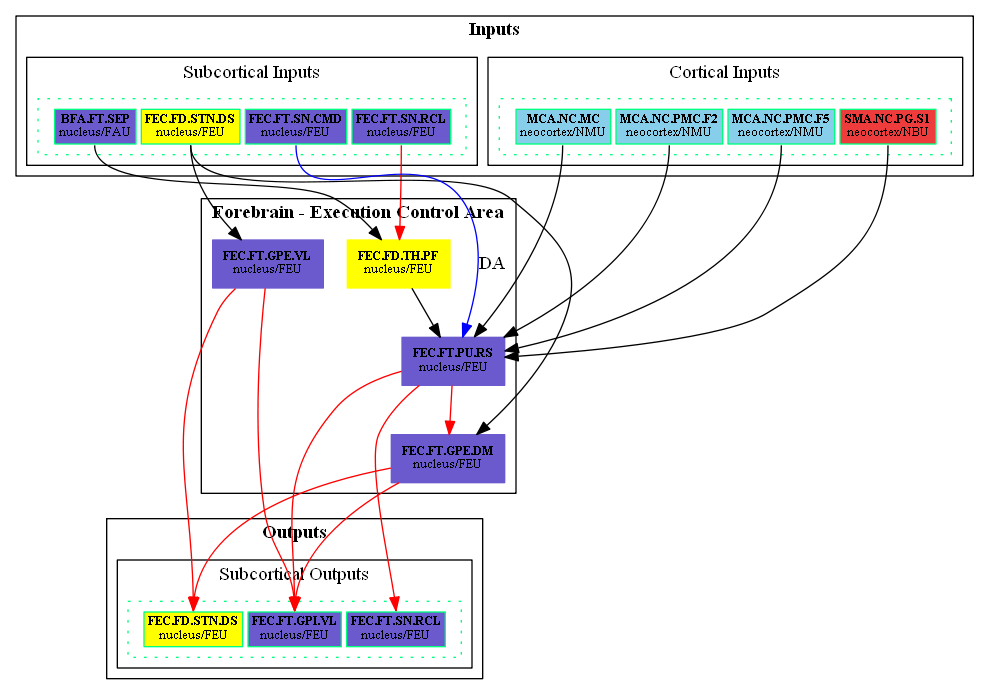 Inputs
Subcortical Inputs
Cortical Inputs
BFA.FT.SEP
nucleus/FAU
FEC.FD.STN.DS
nucleus/FEU
FEC.FT.SN.CMD
nucleus/FEU
FEC.FT.SN.RCL
nucleus/FEU
MCA.NC.MC
neocortex/NMU
MCA.NC.PMC.F2
neocortex/NMU
MCA.NC.PMC.F5
neocortex/NMU
SMA.NC.PG.S1
neocortex/NBU
Forebrain - Execution Control Area
FEC.FT.GPE.VL
nucleus/FEU
FEC.FD.TH.PF
nucleus/FEU
DA
FEC.FT.PU.RS
nucleus/FEU
FEC.FT.GPE.DM
nucleus/FEU
Outputs
Subcortical Outputs
FEC.FD.STN.DS
nucleus/FEU
FEC.FT.GPI.VL
nucleus/FEU
FEC.FT.SN.RCL
nucleus/FEU